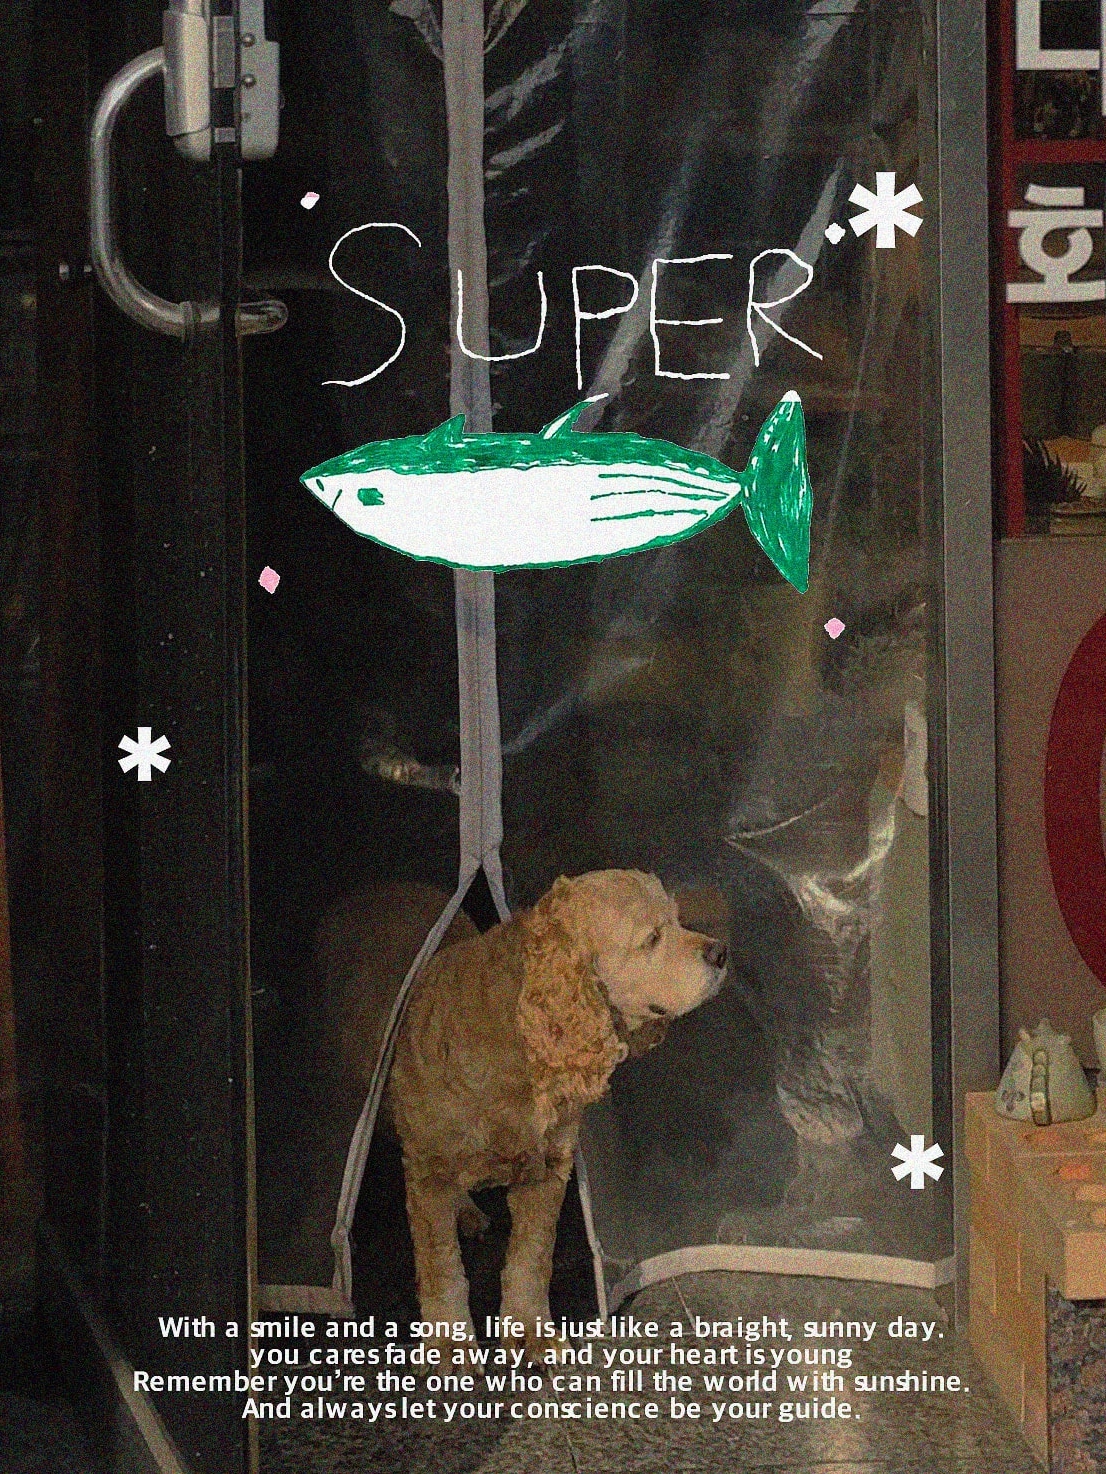 SUPER
With a smile and a song, life is just like a braight, sunny day.
you cares fade away, and your heart is young
Remember you're the one who can fill the world with sunshine.
And always let your conscience be your guide.